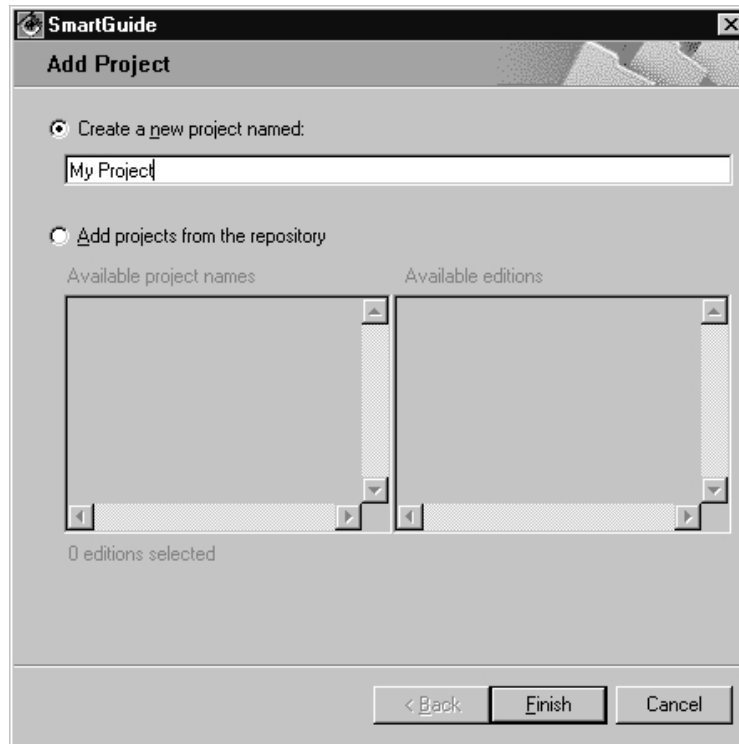 SmartGuide
Add Project
Create a new project named:
My Project
Add projects from the repository
Available project names
Available editions
0 editions selected
< Back
Finish
Cancel